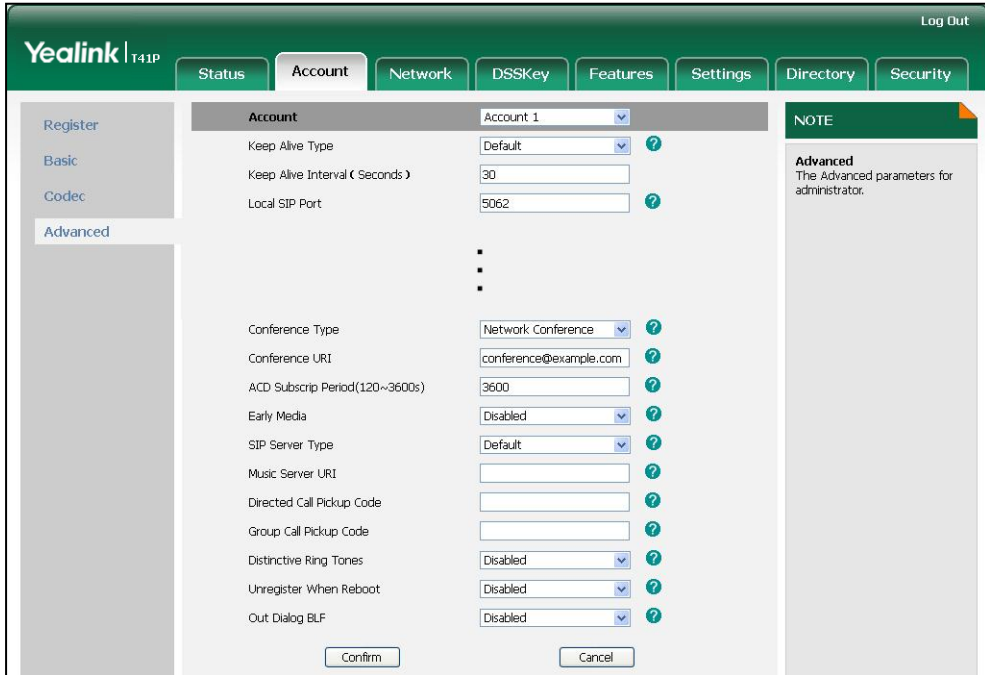 Log Out
Yealink T41P
Status Account Network DSSKey Features Settings Directory Security
Register
Basic
Codec
Advanced
Account Account 1
Keep Alive Type Default ?
Keep Alive Interval ( Seconds ) 30
Local SIP Port 5062 ?
Conference Type Network Conference ?
Conference URI conference@example.com ?
ACD Subscrip Period(120~3600s) 3600 ?
Early Media Disabled ?
SIP Server Type Default ?
Music Server URI ?
Directed Call Pickup Code ?
Group Call Pickup Code ?
Distinctive Ring Tones Disabled ?
Unregister When Reboot Disabled ?
Out Dialog BLF Disabled ?
Confirm Cancel
NOTE
Advanced
The Advanced parameters for
administrator.